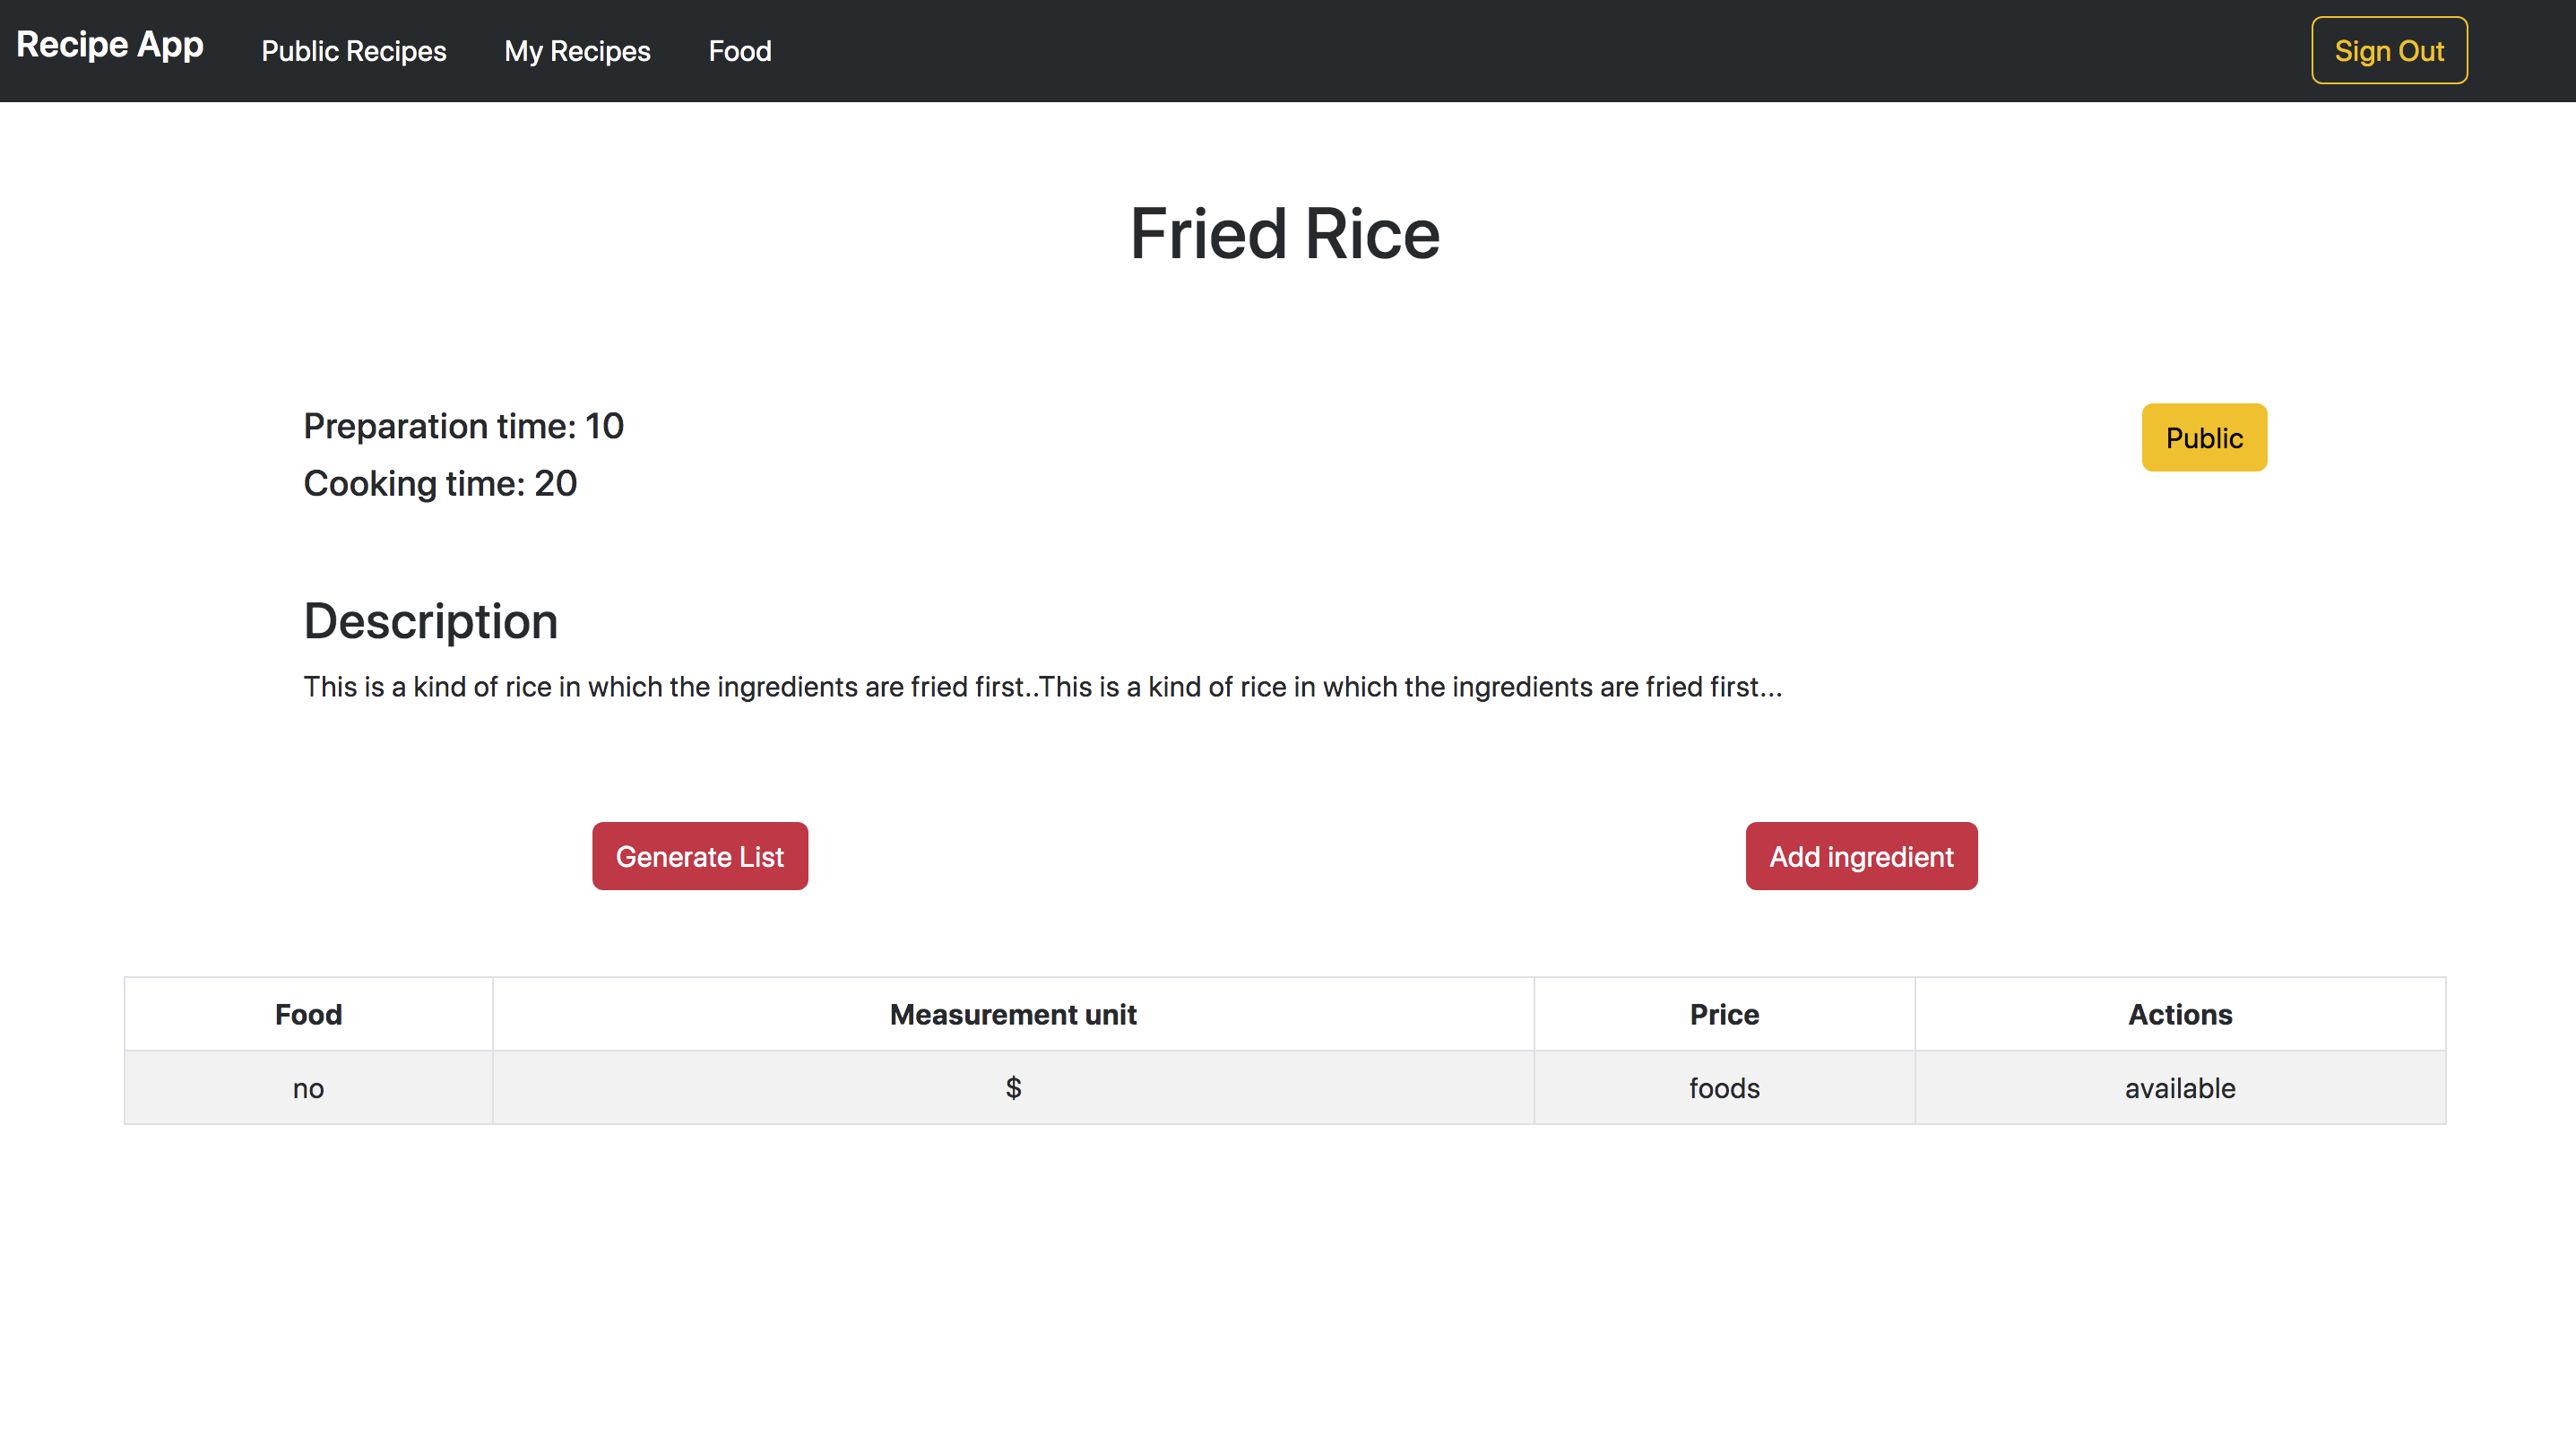 Recipe App Public Recipes My Recipes Food Sign Out
Fried Rice
Preparation time: 10
Public
Cooking time: 20
Description
This is a kind of rice in which the ingredients are fried first..This is a kind of rice in which the ingredients are fried first...
Generate List Add ingredient
Food Measurement unit Price Actions
no $ foods available